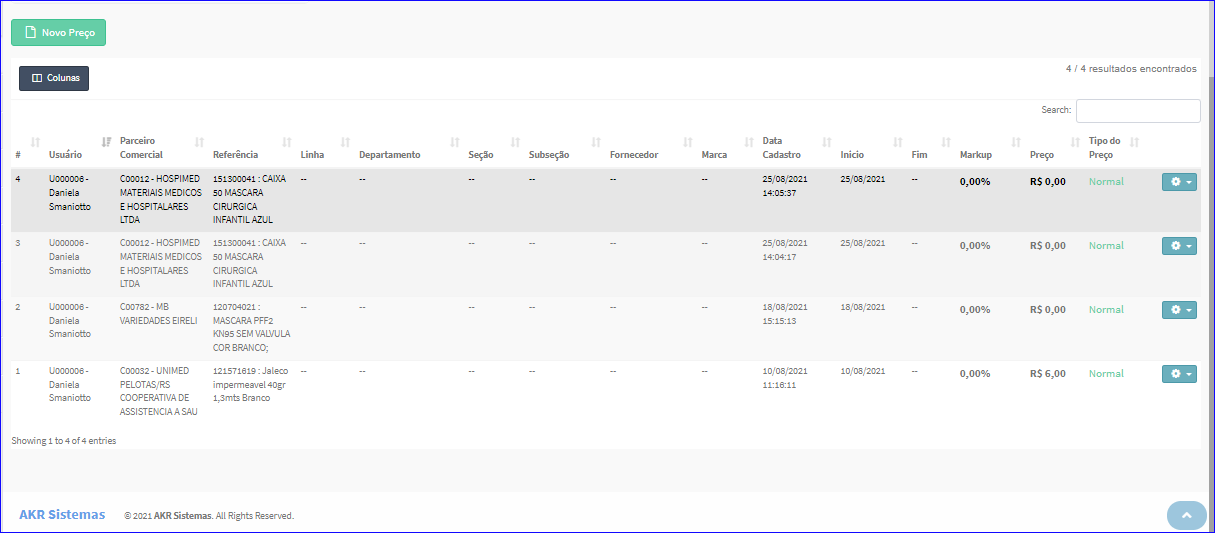 Novo Preço
Colunas
4 / 4 resultados encontrados
Search:
# Usuário Parceiro Comercial Referência Linha Departamento Seção Subseção Fornecedor Marca Data Cadastro Início Fim Markup Preço Tipo do Preço
4 U000006 - C00012 - HOSPIMED 151300041 : CAIXA -- -- -- -- -- -- 25/08/2021 25/08/2021 -- 0,00% R$ 0,00 Normal
Daniela MATERIAIS MEDICOS 50 MASCARA 14:05:37
Smaniotto E HOSPITALARES CIRURGICA
LTDA INFANTIL AZUL
3 U000006 - C00012 - HOSPIMED 151300041 : CAIXA -- -- -- -- -- -- 25/08/2021 25/08/2021 -- 0,00% R$ 0,00 Normal
Daniela MATERIAIS MEDICOS 50 MASCARA 14:04:17
Smaniotto E HOSPITALARES CIRURGICA
LTDA INFANTIL AZUL
2 U000006 - C00782 - MB 120704021 : -- -- -- -- -- -- 18/08/2021 18/08/2021 -- 0,00% R$ 0,00 Normal
Daniela VARIEDADES EIRELI MASCARA PFF2 15:15:13
Smaniotto KN95 SEM VALVULA
COR BRANCO;
1 U000006 - C00032 - UNIMED 121571619 : Jaleco -- -- -- -- -- -- 10/08/2021 10/08/2021 -- 0,00% R$ 6,00 Normal
Daniela PELOTAS/RS impermeavel 40gr 11:16:11
Smaniotto COOPERATIVA DE 1,3mts Branco
ASSISTENCIA A SAU
Showing 1 to 4 of 4 entries
AKR Sistemas © 2021 AKR Sistemas. All Rights Reserved.